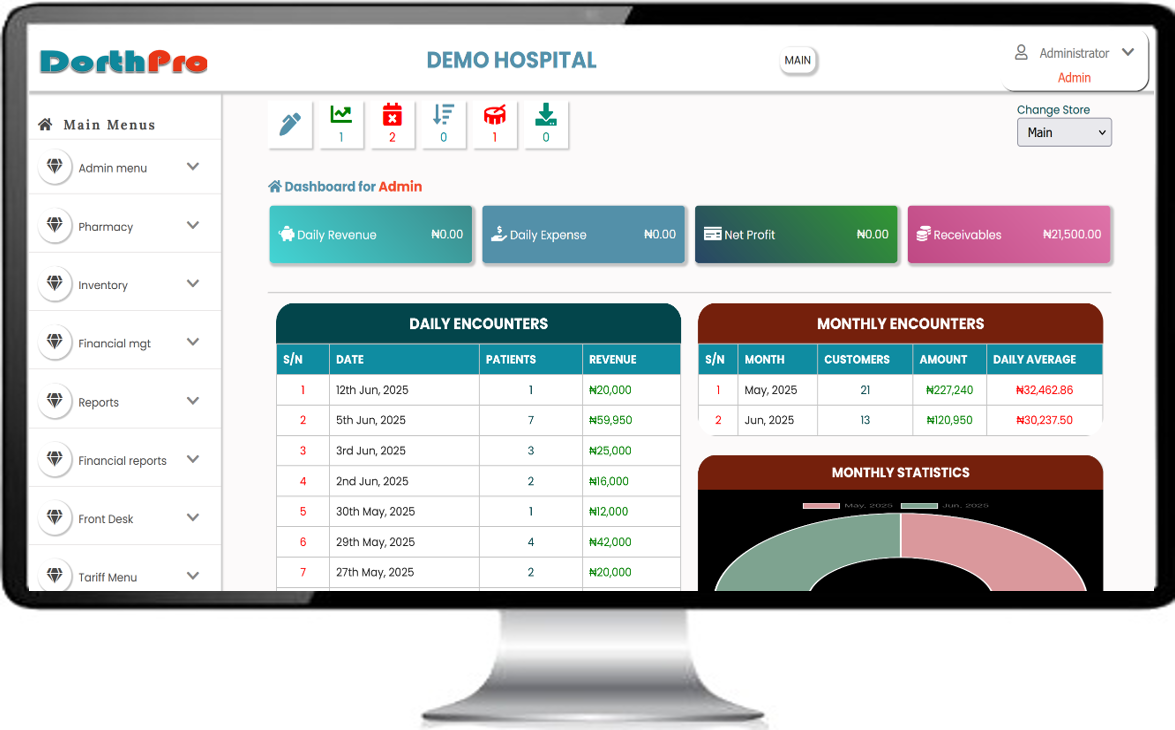 DorthPro
DEMO HOSPITAL
MAIN
Administrator
Admin
Main Menus
Admin menu
Pharmacy
Inventory
Financial mgt
Reports
Financial reports
Front Desk
Tariff Menu
1
2
0
1
0
Change Store
Main
Dashboard for Admin
Daily Revenue ₦0.00
Daily Expense ₦0.00
Net Profit ₦0.00
Receivables ₦21,500.00
DAILY ENCOUNTERS
S/N DATE PATIENTS REVENUE
1 12th Jun, 2025 1 ₦20,000
2 5th Jun, 2025 7 ₦59,950
3 3rd Jun, 2025 3 ₦25,000
4 2nd Jun, 2025 2 ₦16,000
5 30th May, 2025 1 ₦12,000
6 29th May, 2025 4 ₦42,000
7 27th May, 2025 2 ₦20,000
MONTHLY ENCOUNTERS
S/N MONTH CUSTOMERS AMOUNT DAILY AVERAGE
1 May, 2025 21 ₦227,240 ₦32,462.86
2 Jun, 2025 13 ₦120,950 ₦30,237.50
MONTHLY STATISTICS
May, 2025 Jun, 2025